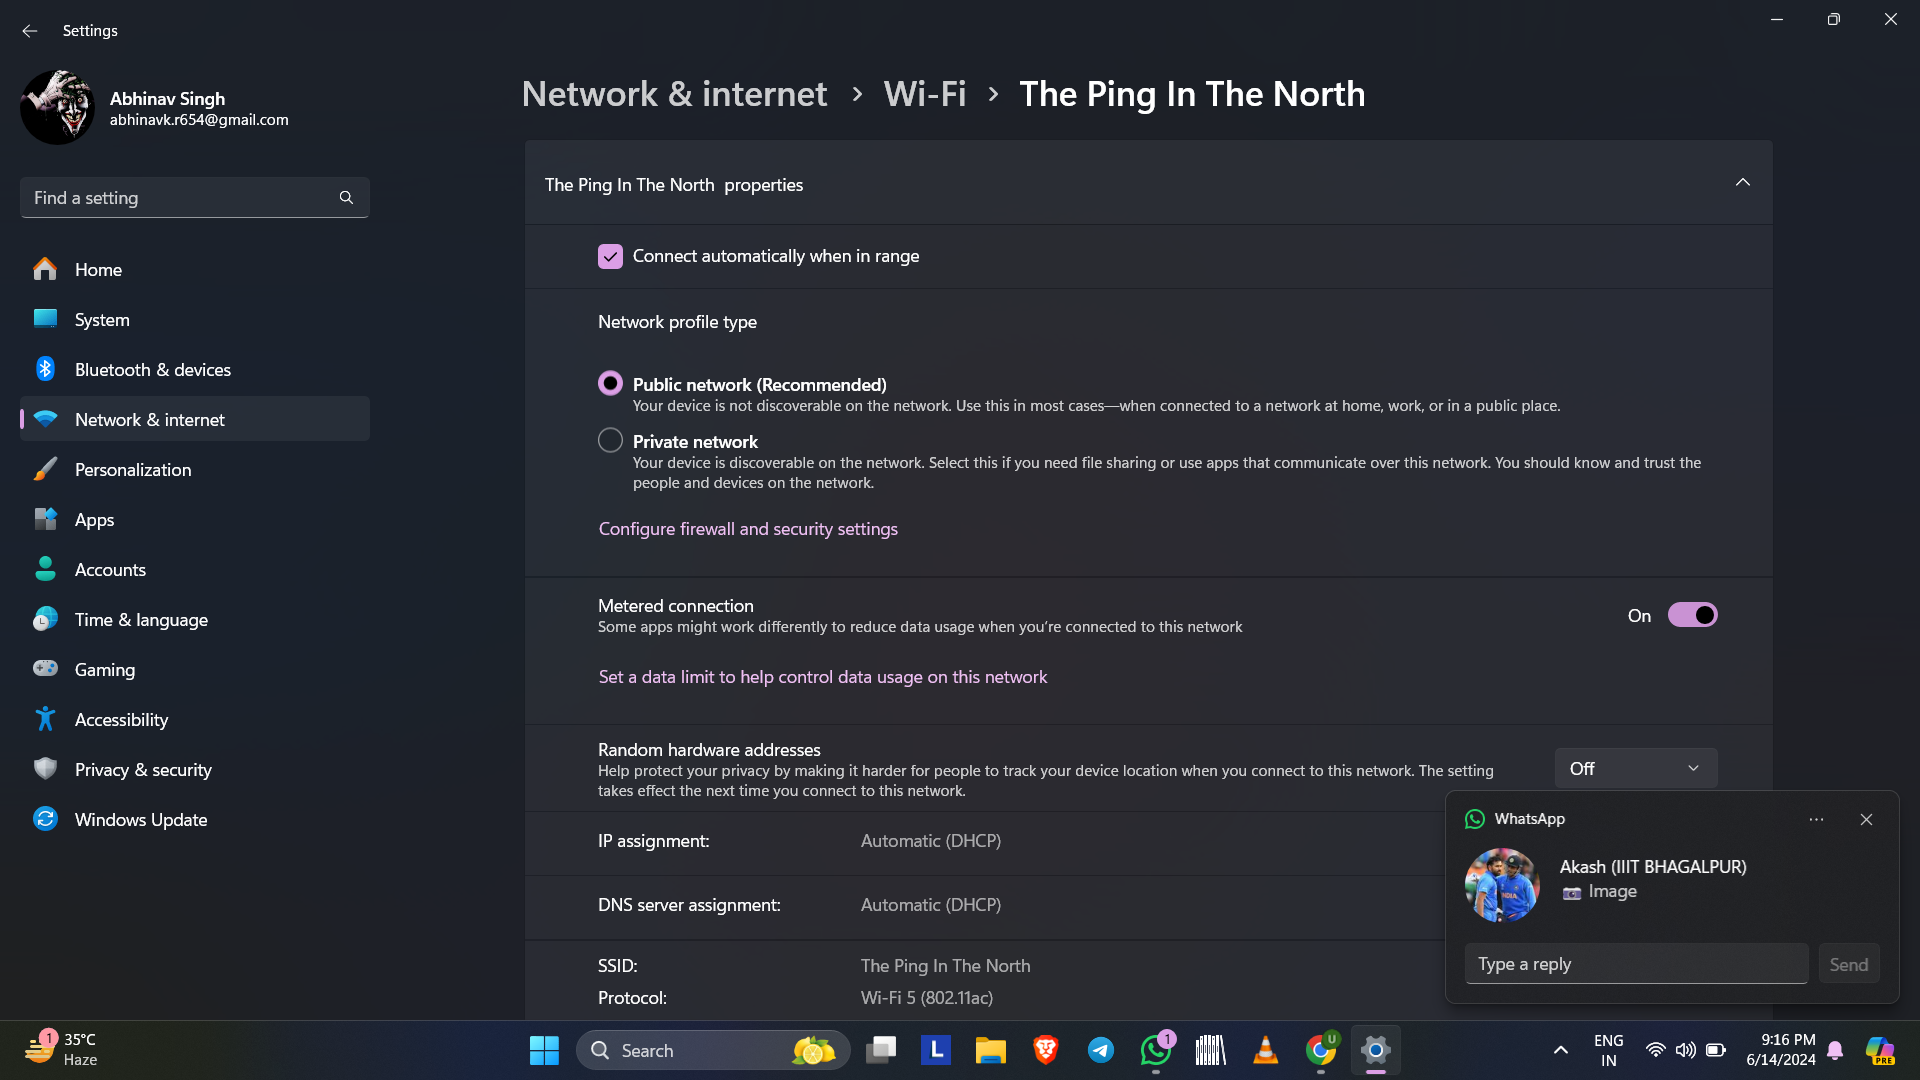 Settings
Abhinav Singh
abhinavk.r654@gmail.com
Find a setting
Home
System
Bluetooth & devices
Network & internet
Personalization
Apps
Accounts
Time & language
Gaming
Accessibility
Privacy & security
Windows Update
Network & internet > Wi-Fi > The Ping In The North
The Ping In The North properties
Connect automatically when in range
Network profile type
Public network (Recommended)
Your device is not discoverable on the network. Use this in most cases—when connected to a network at home, work, or in a public place.
Private network
Your device is discoverable on the network. Select this if you need file sharing or use apps that communicate over this network. You should know and trust the
people and devices on the network.
Configure firewall and security settings
Metered connection
Some apps might work differently to reduce data usage when you're connected to this network
On
Set a data limit to help control data usage on this network
Random hardware addresses
Help protect your privacy by making it harder for people to track your device location when you connect to this network. The setting
takes effect the next time you connect to this network.
Off
IP assignment: Automatic (DHCP)
DNS server assignment: Automatic (DHCP)
SSID: The Ping In The North
Protocol: Wi-Fi 5 (802.11ac)
WhatsApp
Akash (IIIT BHAGALPUR)
Image
Type a reply
Send
1
35°C
Haze
Search
L
1
U
ENG
IN
9:16 PM
6/14/2024
PRE